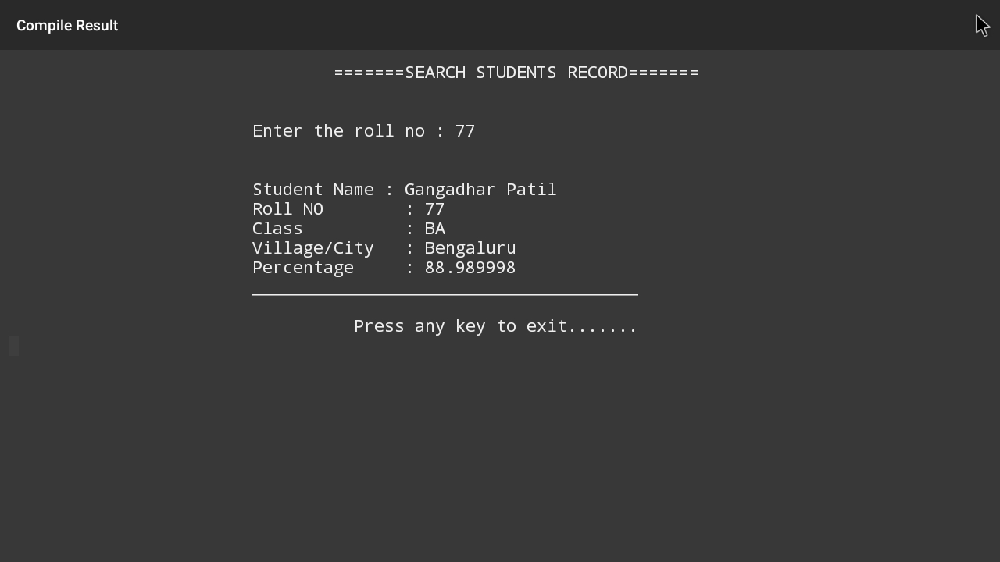 Compile Result
=======SEARCH STUDENTS RECORD=======
Enter the roll no : 77
Student Name : Gangadhar Patil
Roll NO        : 77
Class          : BA
Village/City   : Bengaluru
Percentage     : 88.989998
______________________________________
Press any key to exit.......